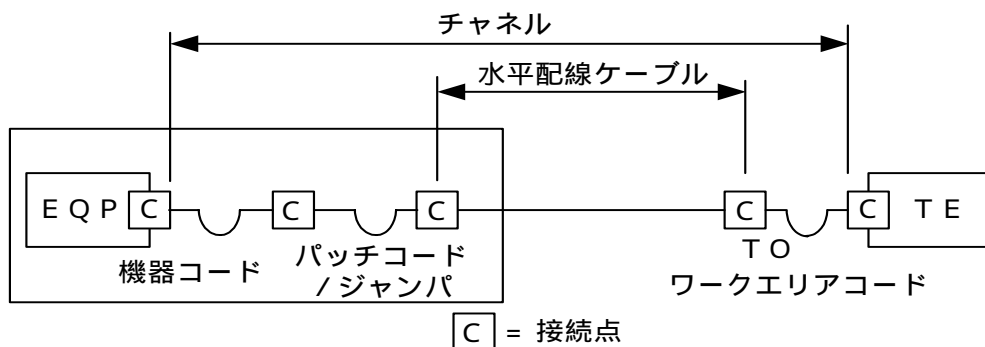 チャネル
水平配線ケーブル
EQP C C C C C TE
TO
機器コード
パッチコード
/ジャンパ
ワークエリアコード
C = 接続点